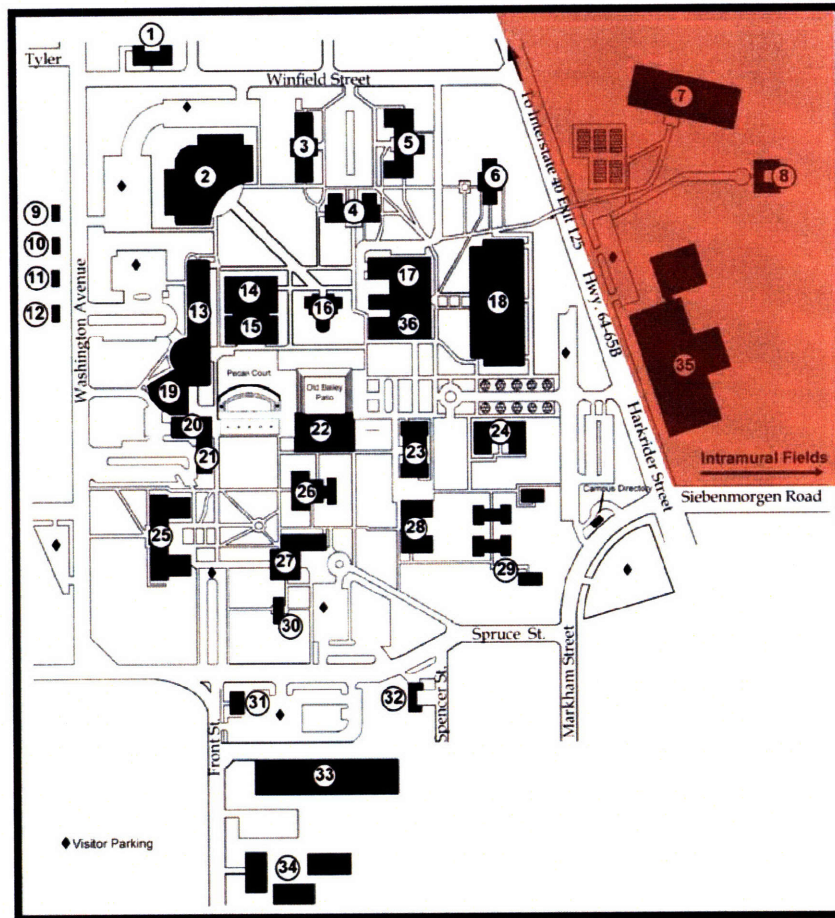 1
Tyler
Winfield Street
7
3
5
2
6
8
4
To Interstate 40 Exit 125
9
10
17
11
14
13
16
18
12
15
36
Hwy. 64-65B
Washington Avenue
35
Pecan Court
Old Bailey
Patio
19
20
22
24
23
21
Harkrider Street
Intramural Fields
26
Campus Directory
Siebenmorgen Road
25
28
27
29
30
Spruce St.
Markham Street
31
32
Spencer St.
Front St.
33
Visitor Parking
34